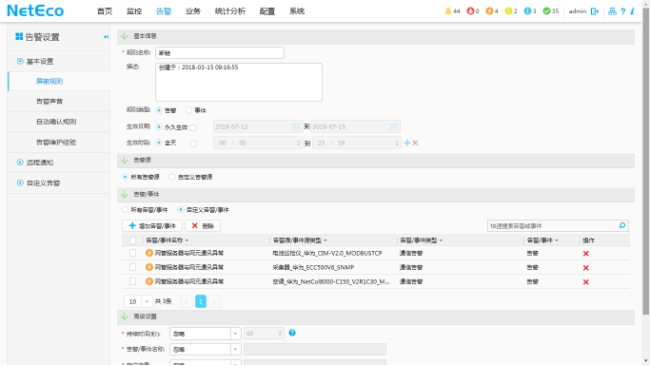 NetEco 首页 监控 告警 业务 统计分析 配置 系统 44 0 4 2 3 35 admin
告警设置
基本设置
屏蔽规则
告警声音
自动确认规则
告警维护经验
远程通知
自定义告警
基本信息
* 规则名称:
描述: 创建于：2018-03-15 09:16:55
规则类型: 告警 事件
生效日期: 永久生效 2018-07-12 到 2018-07-15
生效时间: 全天 00 : 00 到 23 : 59
告警源
所有告警源 自定义告警源
告警/事件
所有告警/事件 自定义告警/事件
增加告警/事件 删除 快速搜索告警或事件
告警/事件名称 告警源/事件源类型 告警/事件类型 告警/事件 操作
网管服务器与网元通讯异常 电池巡检仪_华为_CIM-V2.0_MODBUSTCP 通信告警 告警
网管服务器与网元通讯异常 采集器_华为_ECC500V6_SNMP 通信告警 告警
网管服务器与网元通讯异常 空调_华为_NetCol8000-C150_V2R1C30_M... 通信告警 告警
10 共 3条 1
高级设置
* 持续时间(秒): 忽略 60
* 告警/事件名称: 忽略
忽略